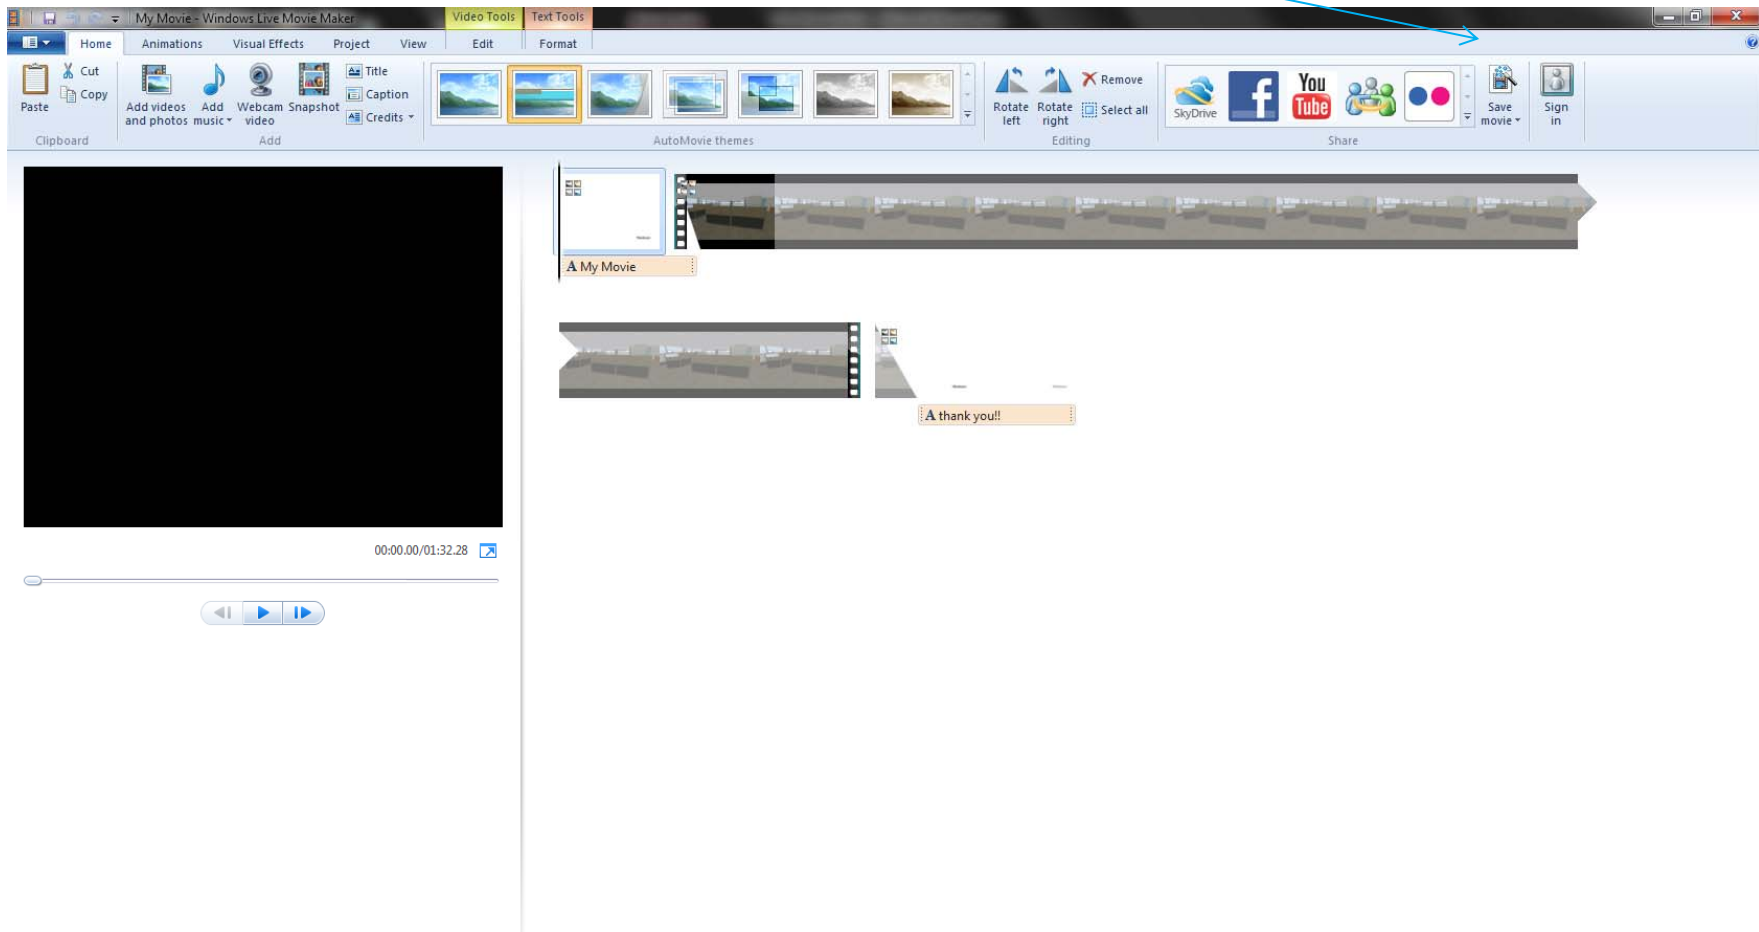 My Movie - Windows Live Movie Maker
Video Tools
Text Tools
Home
Animations
Visual Effects
Project
View
Edit
Format
Paste
Cut
Copy
Clipboard
Add videos
and photos
Add
music
Webcam
video
Snapshot
Title
Caption
Credits
Add
AutoMovie themes
Rotate
left
Rotate
right
Remove
Select all
Editing
SkyDrive
f
You
Tube
Share
Save
movie
Sign
in
A My Movie
A thank you!!
00:00.00/01:32.28